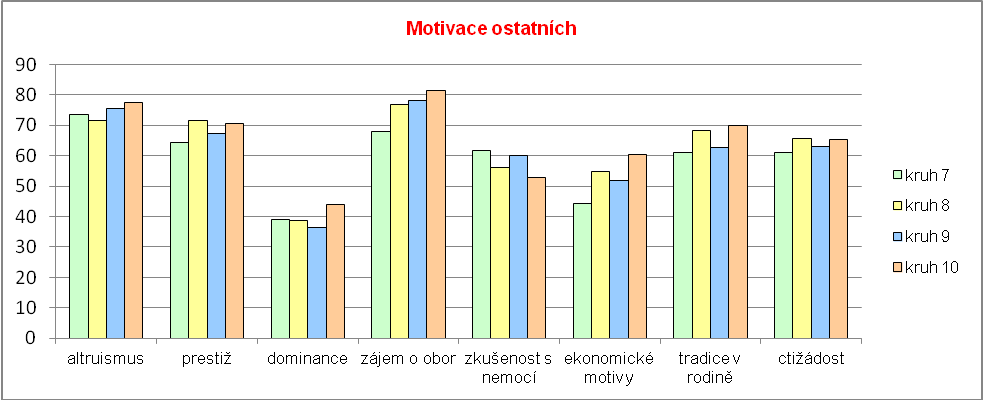 Motivace ostatních
90
80
70
60
50
40
30
20
10
0
altruismus
prestiž
dominance
zájem o obor
zkušenost s
nemocí
ekonomické
motivy
tradice v
rodině
ctižádost
kruh 7
kruh 8
kruh 9
kruh 10